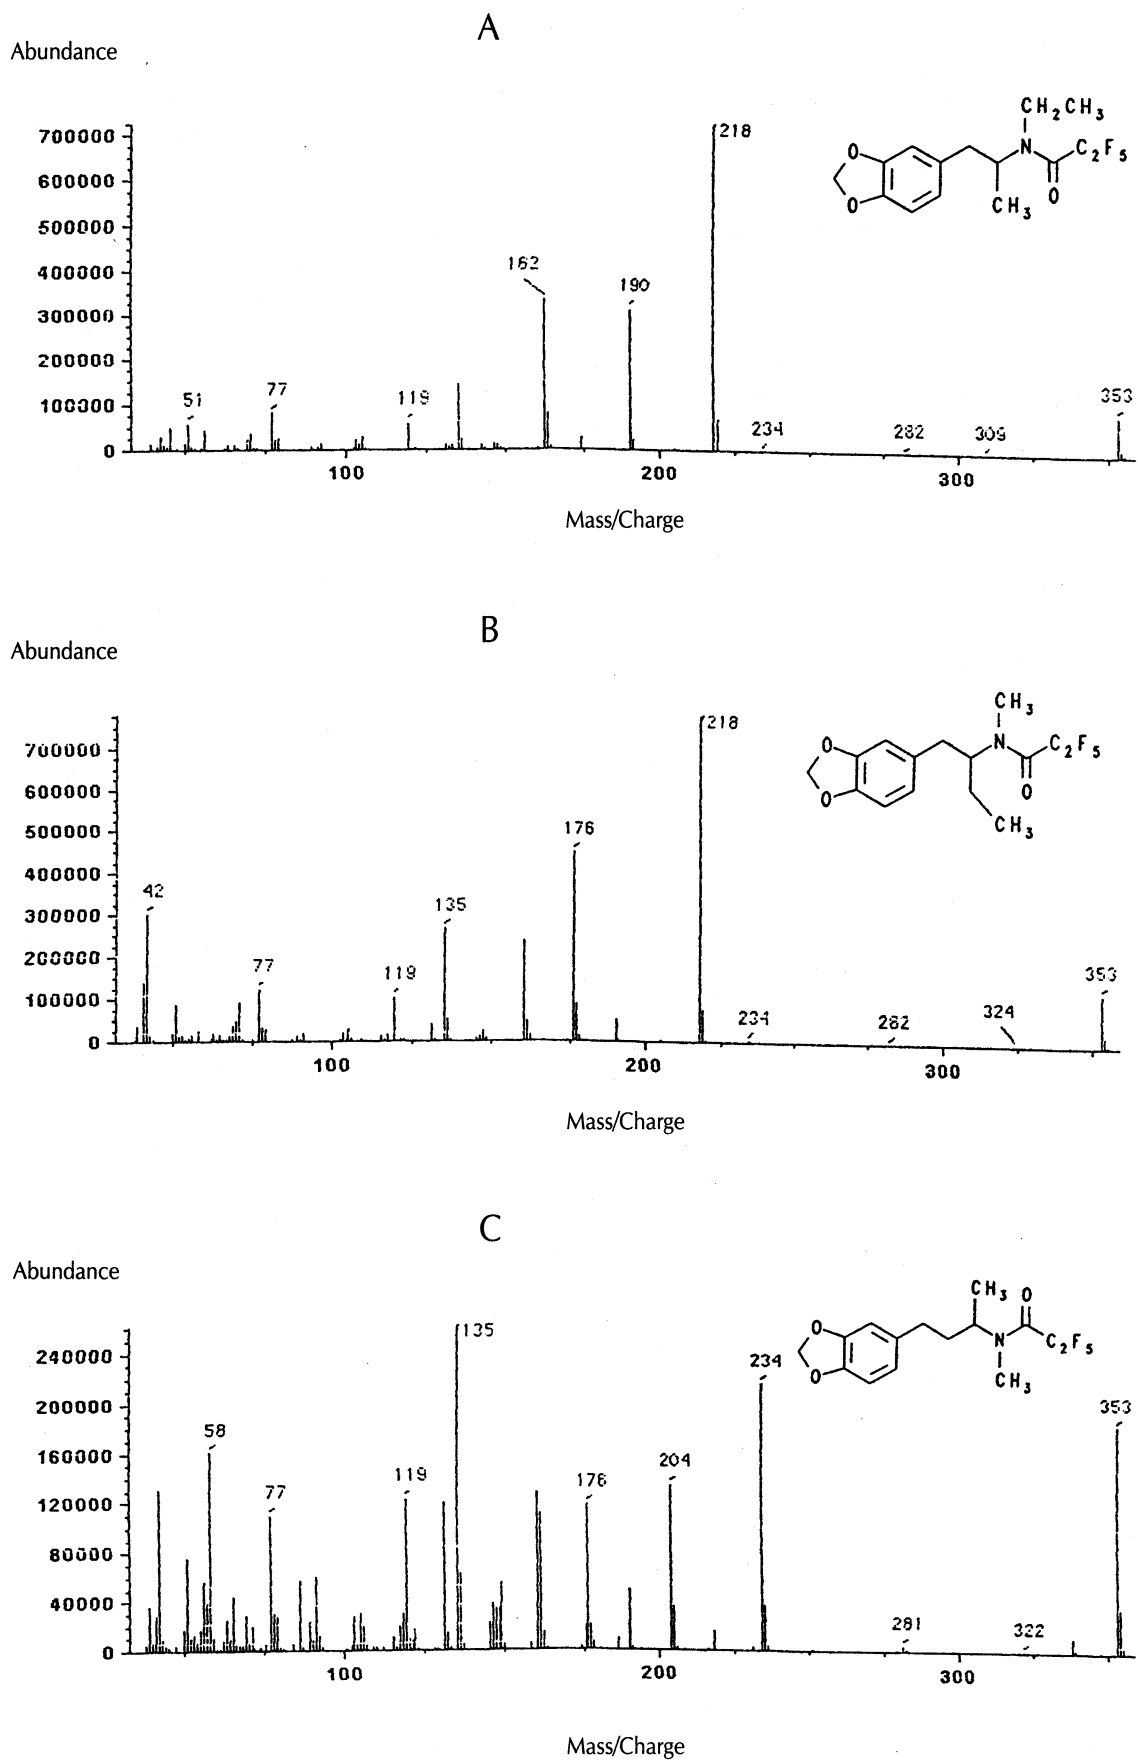 A
Abundance
700000
600000
500000
400000
300000
200000
100000
0
51
77
119
162
190
218
234
282
309
353
100
200
300
Mass/Charge
CH2CH3
O
O
N
C2F5
CH3
O
B
Abundance
700000
600000
500000
400000
300000
200000
100000
0
42
77
119
135
176
218
234
262
324
353
100
200
300
Mass/Charge
CH3
O
O
N
C2F5
O
CH3
C
Abundance
240000
200000
160000
120000
80000
40000
0
58
77
119
135
176
204
234
281
322
353
100
200
300
Mass/Charge
CH3 O
O
O
N
C2F5
CH3